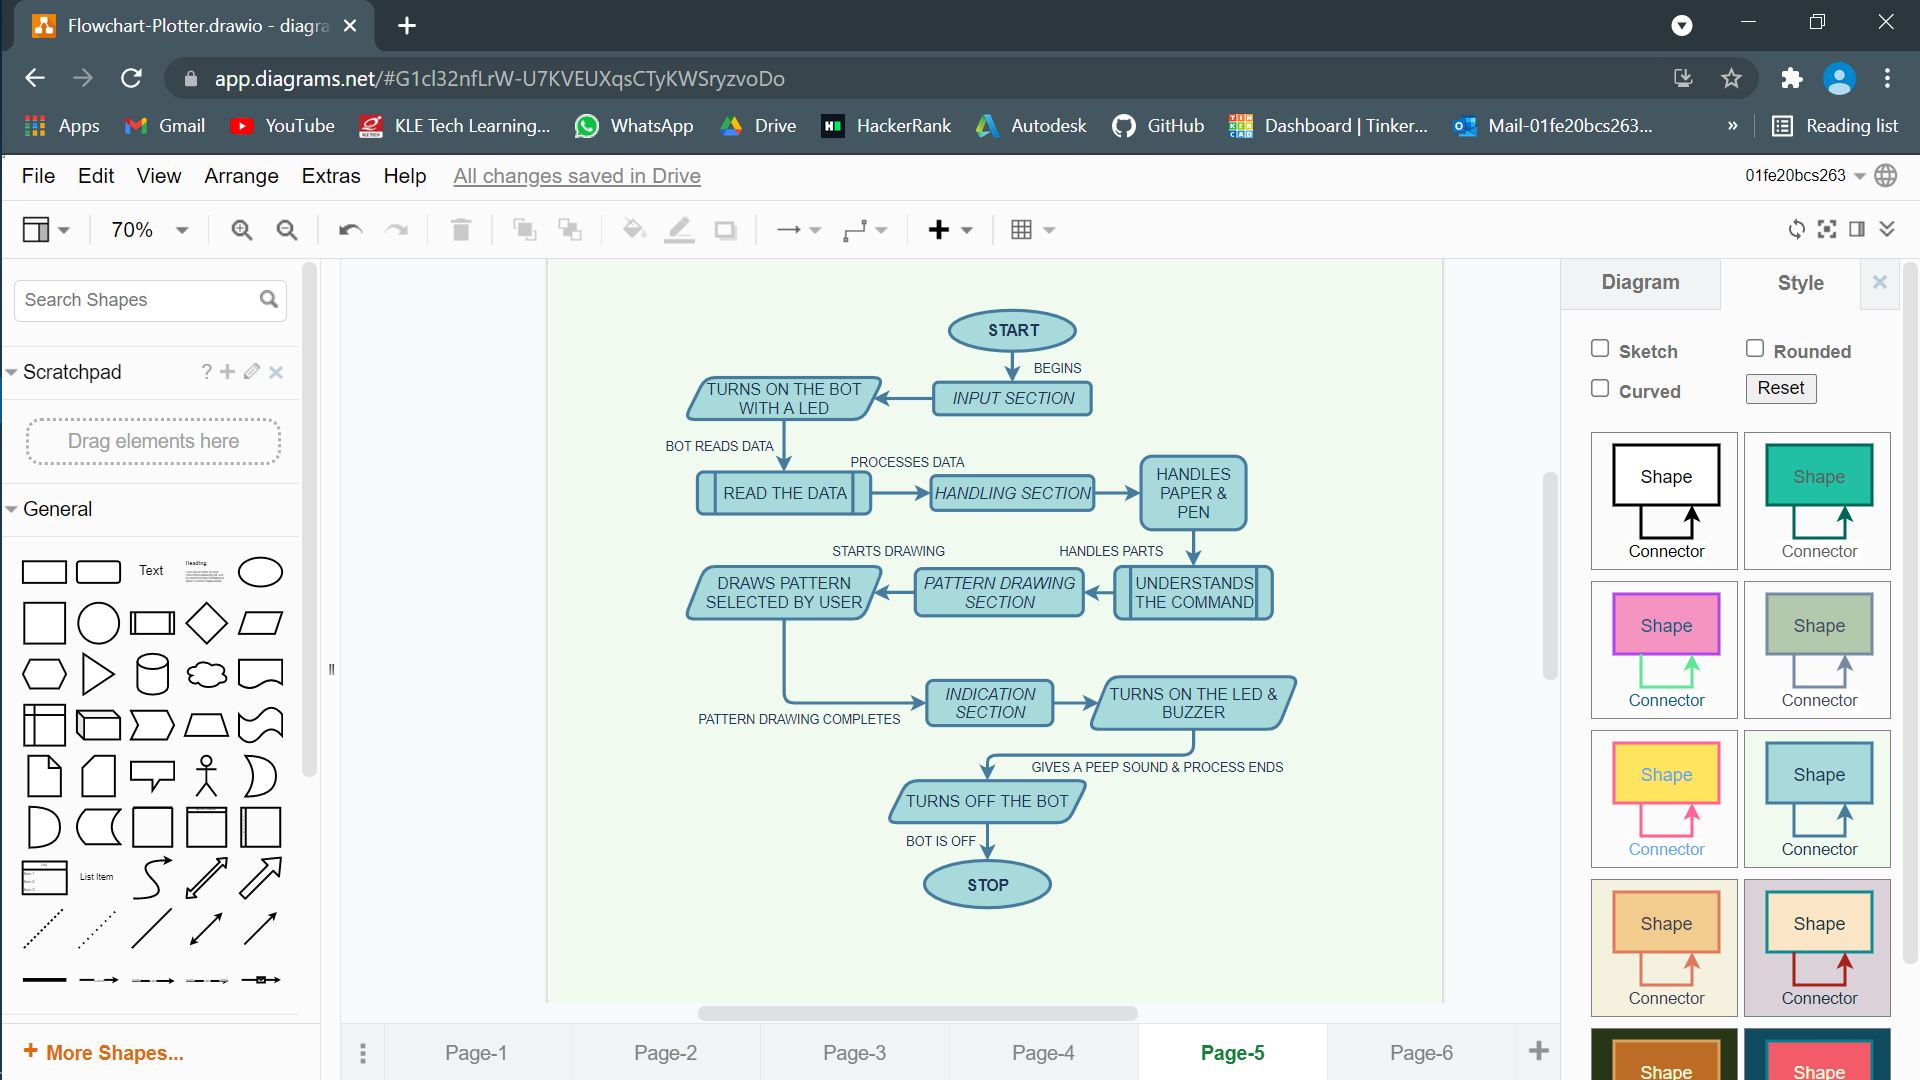 Flowchart-Plotter.drawio - diagra
app.diagrams.net/#G1cl32nfLrW-U7KVEUXqsCTyKWSryzvoDo
Apps Gmail YouTube KLE Tech Learning... WhatsApp Drive HackerRank Autodesk GitHub Dashboard | Tinker... Mail-01fe20bcs263... » Reading list
File Edit View Arrange Extras Help All changes saved in Drive 01fe20bcs263
70%
Search Shapes
Scratchpad ?
Drag elements here
General
Text
Heading
List Item
+ More Shapes...
START
BEGINS
INPUT SECTION
TURNS ON THE BOT
WITH A LED
BOT READS DATA
READ THE DATA
PROCESSES DATA
HANDLING SECTION
HANDLES
PAPER &
PEN
HANDLES PARTS
UNDERSTANDS
THE COMMAND
PATTERN DRAWING
SECTION
STARTS DRAWING
DRAWS PATTERN
SELECTED BY USER
PATTERN DRAWING COMPLETES
INDICATION
SECTION
TURNS ON THE LED &
BUZZER
GIVES A PEEP SOUND & PROCESS ENDS
TURNS OFF THE BOT
BOT IS OFF
STOP
Page-1 Page-2 Page-3 Page-4 Page-5 Page-6
Diagram Style
Sketch Rounded
Curved Reset
Shape Shape
Connector Connector
Shape Shape
Connector Connector
Shape Shape
Connector Connector
Shape Shape
Connector Connector
Shape Shape